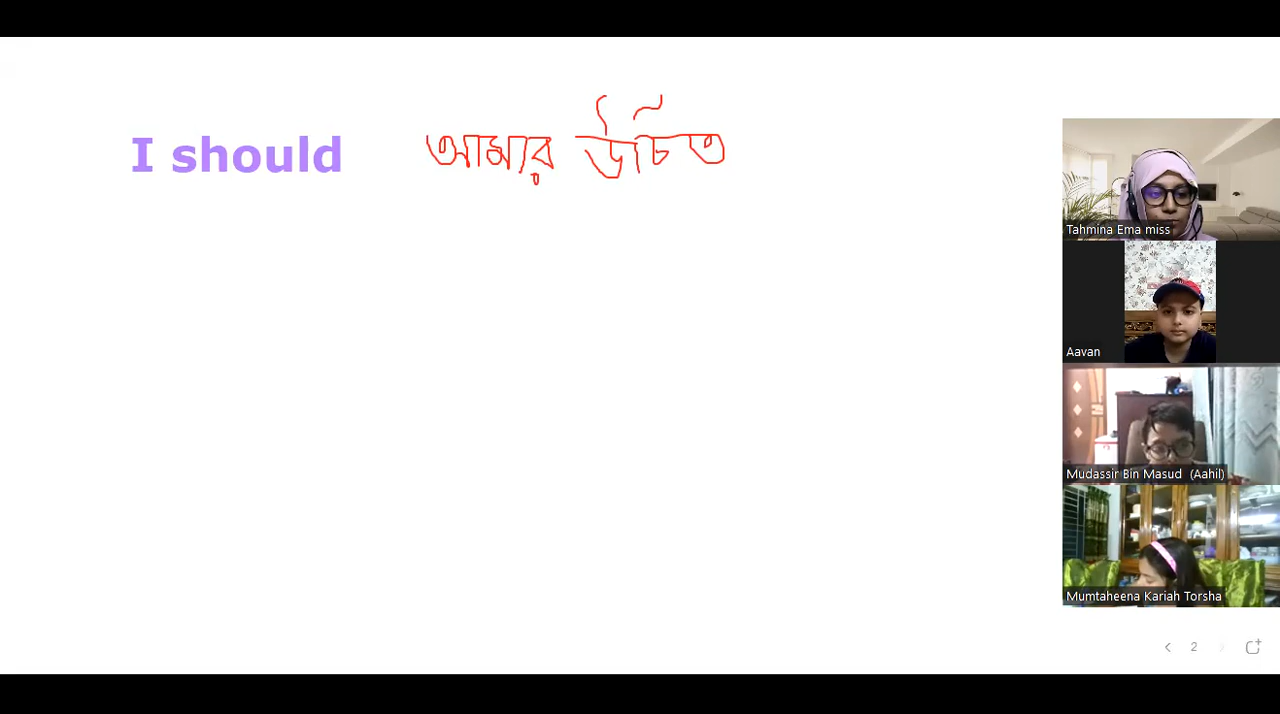 I should আমার উচিত
Tahmina Ema miss
Aavan
Mudassir Bin Masud (Aahil)
Mumtaheena Kariah Torsha
2